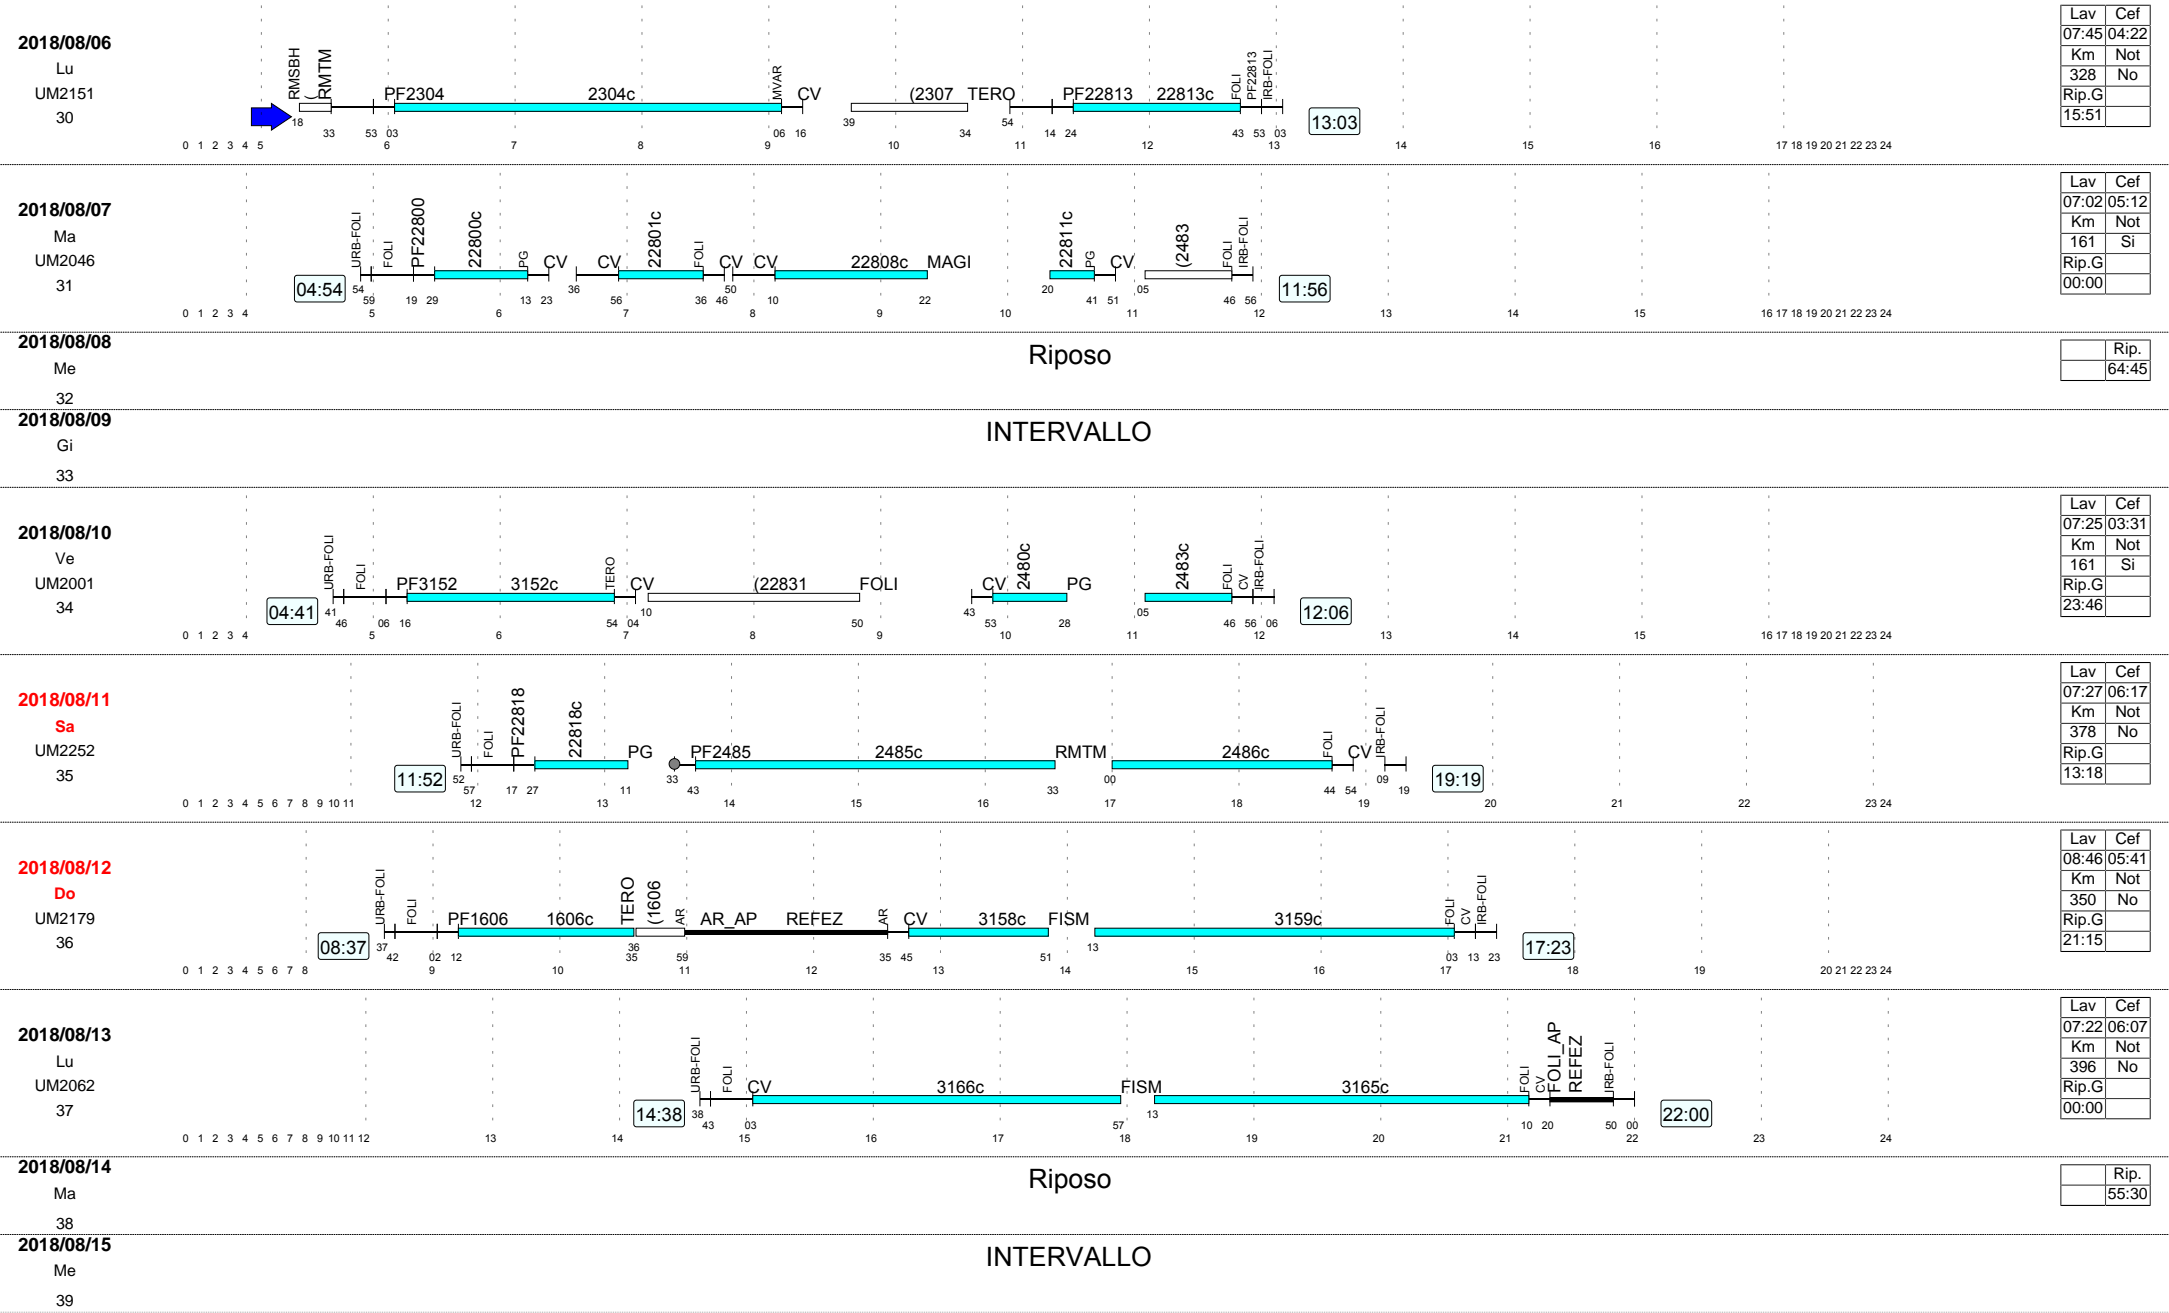 2018/08/06
Lu
UM2151
30
RMSBH RMTM PF2304 2304c MVAR CV (2307 TERO PF22813 22813c FOLI PF22813 IRB-FOLI
18 33 53 03 06 16 39 34 54 14 24 43 53 03
13:03
0 1 2 3 4 5 6 7 8 9 10 11 12 13 14 15 16 17 18 19 20 21 22 23 24
Lav Cef
07:45 04:22
Km Not
328 No
Rip.G
15:51
2018/08/07
Ma
UM2046
31
04:54
URB-FOLI FOLI PF22800 22800c PG CV CV 22801c FOLI CV CV 22808c MAGI 22811c PG CV (2483 FOLI IRB-FOLI
54 59 19 29 13 23 36 56 36 46 50 10 22 20 41 51 05 46 56
11:56
0 1 2 3 4 5 6 7 8 9 10 11 12 13 14 15 16 17 18 19 20 21 22 23 24
Lav Cef
07:02 05:12
Km Not
161 Si
Rip.G
00:00
2018/08/08
Me
32
Riposo
Rip.
64:45
2018/08/09
Gi
33
INTERVALLO
2018/08/10
Ve
UM2001
34
04:41
URB-FOLI FOLI PF3152 3152c TERO CV (22831 FOLI CV 2480c PG 2483c FOLI CV IRB-FOLI
41 46 06 16 54 04 10 50 43 53 28 05 46 56 06
12:06
0 1 2 3 4 5 6 7 8 9 10 11 12 13 14 15 16 17 18 19 20 21 22 23 24
Lav Cef
07:25 03:31
Km Not
161 Si
Rip.G
23:46
2018/08/11
Sa
UM2252
35
11:52
URB-FOLI FOLI PF22818 22818c PG PF2485 2485c RMTM 2486c FOLI CV IRB-FOLI
52 57 17 27 11 33 43 33 00 44 54 09 19
19:19
0 1 2 3 4 5 6 7 8 9 10 11 12 13 14 15 16 17 18 19 20 21 22 23 24
Lav Cef
07:27 06:17
Km Not
378 No
Rip.G
13:18
2018/08/12
Do
UM2179
36
08:37
URB-FOLI FOLI PF1606 1606c TERO (1606 AR AR_AP REFEZ AR CV 3158c FISM 3159c FOLI CV IRB-FOLI
37 42 02 12 35 36 59 35 45 51 13 03 13 23
17:23
0 1 2 3 4 5 6 7 8 9 10 11 12 13 14 15 16 17 18 19 20 21 22 23 24
Lav Cef
08:46 05:41
Km Not
350 No
Rip.G
21:15
2018/08/13
Lu
UM2062
37
14:38
URB-FOLI FOLI CV 3166c FISM 3165c FOLI CV FOLI_AP REFEZ IRB-FOLI
38 43 03 57 13 10 20 50 00
22:00
0 1 2 3 4 5 6 7 8 9 10 11 12 13 14 15 16 17 18 19 20 21 22 23 24
Lav Cef
07:22 06:07
Km Not
396 No
Rip.G
00:00
2018/08/14
Ma
38
Riposo
Rip.
55:30
2018/08/15
Me
39
INTERVALLO